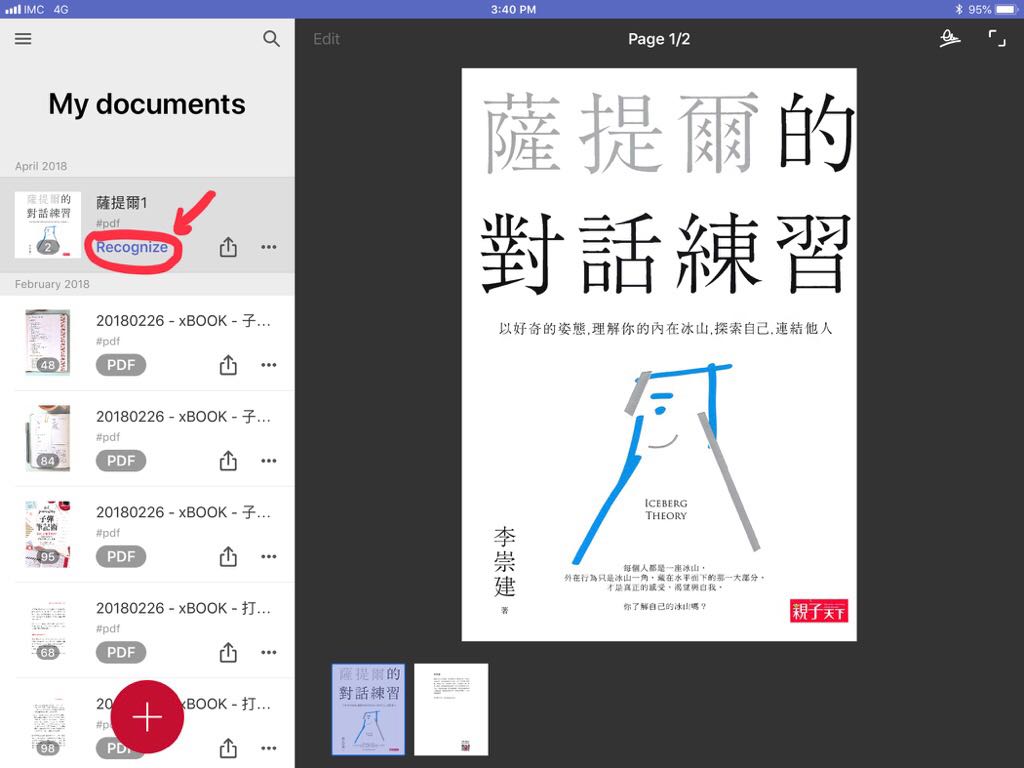 IMC 4G
3:40 PM
95%
My documents
April 2018
薩提爾的
對話練習
2
薩提爾1
#pdf
Recognize
February 2018
48
20180226 - xBOOK - 子...
#pdf
PDF
84
20180226 - xBOOK - 子...
#pdf
PDF
子彈
筆記術
95
20180226 - xBOOK - 子...
#pdf
PDF
68
20180226 - xBOOK - 打...
#pdf
PDF
98
xBOOK - 打...
Edit
Page 1/2
薩提爾的
對話練習
以好奇的姿態,理解你的內在冰山,探索自己,連結他人
ICEBERG
THEORY
李崇建
著
每個人都是一座冰山,
外在行為只是冰山一角,藏在水平面下的那一大部分,
才是真正的感受、渴望與自我。
你了解自己的冰山嗎?
親子天下
薩提爾的
對話練習